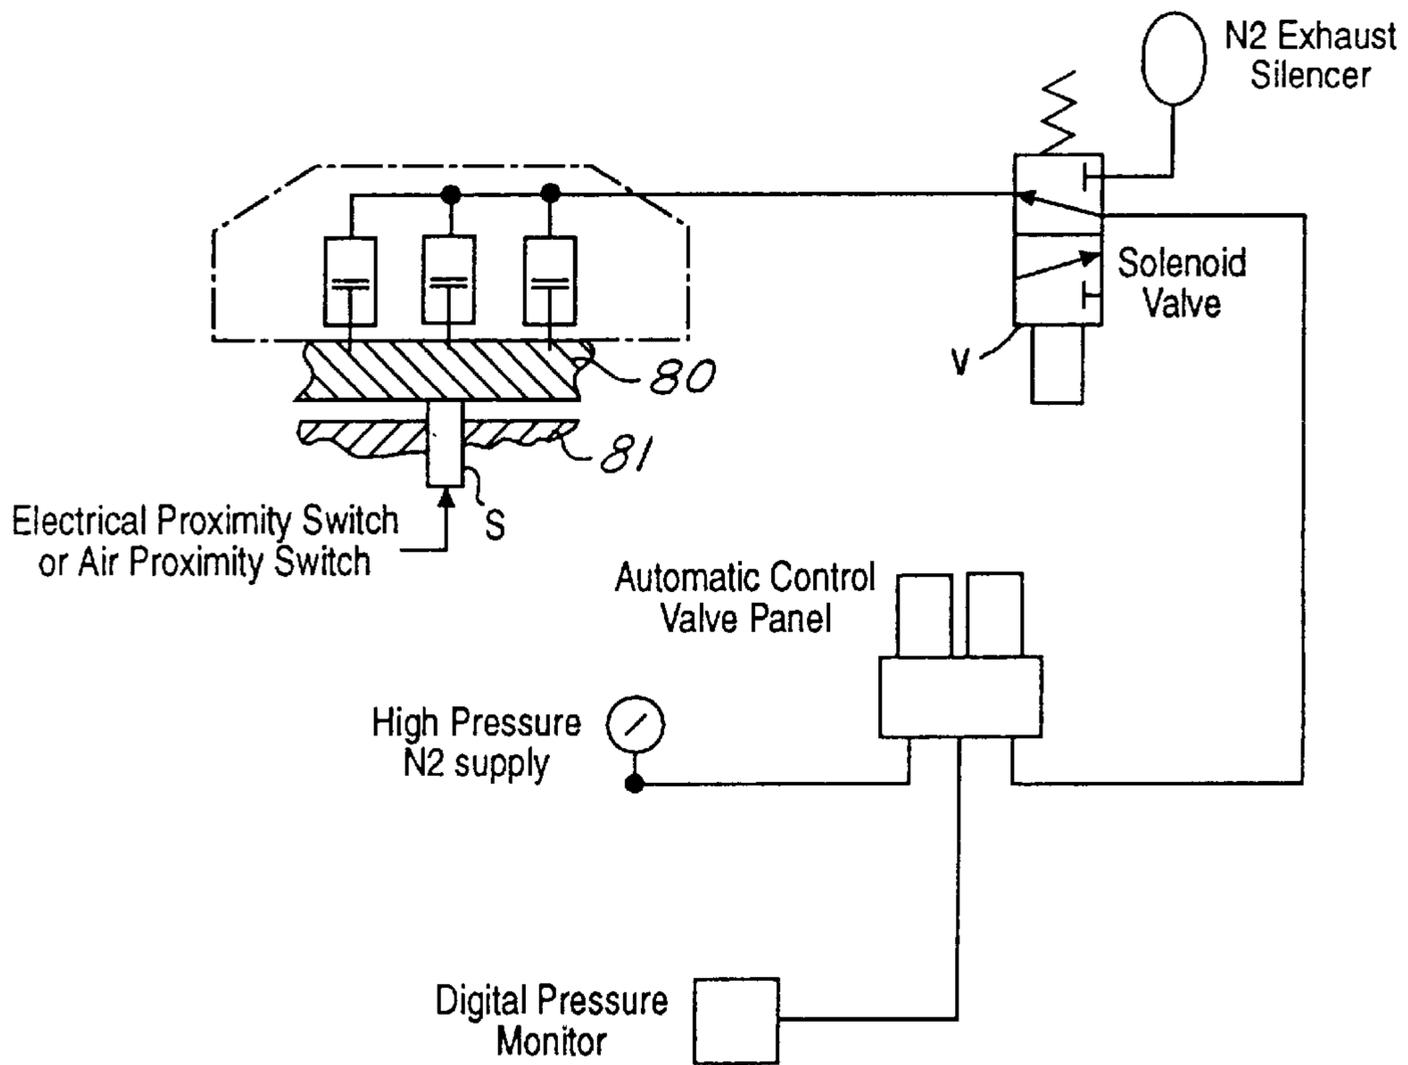 N2 Exhaust
Silencer
Solenoid
Valve
V
80
81
S
Electrical Proximity Switch
or Air Proximity Switch
Automatic Control
Valve Panel
High Pressure
N2 supply
Digital Pressure
Monitor